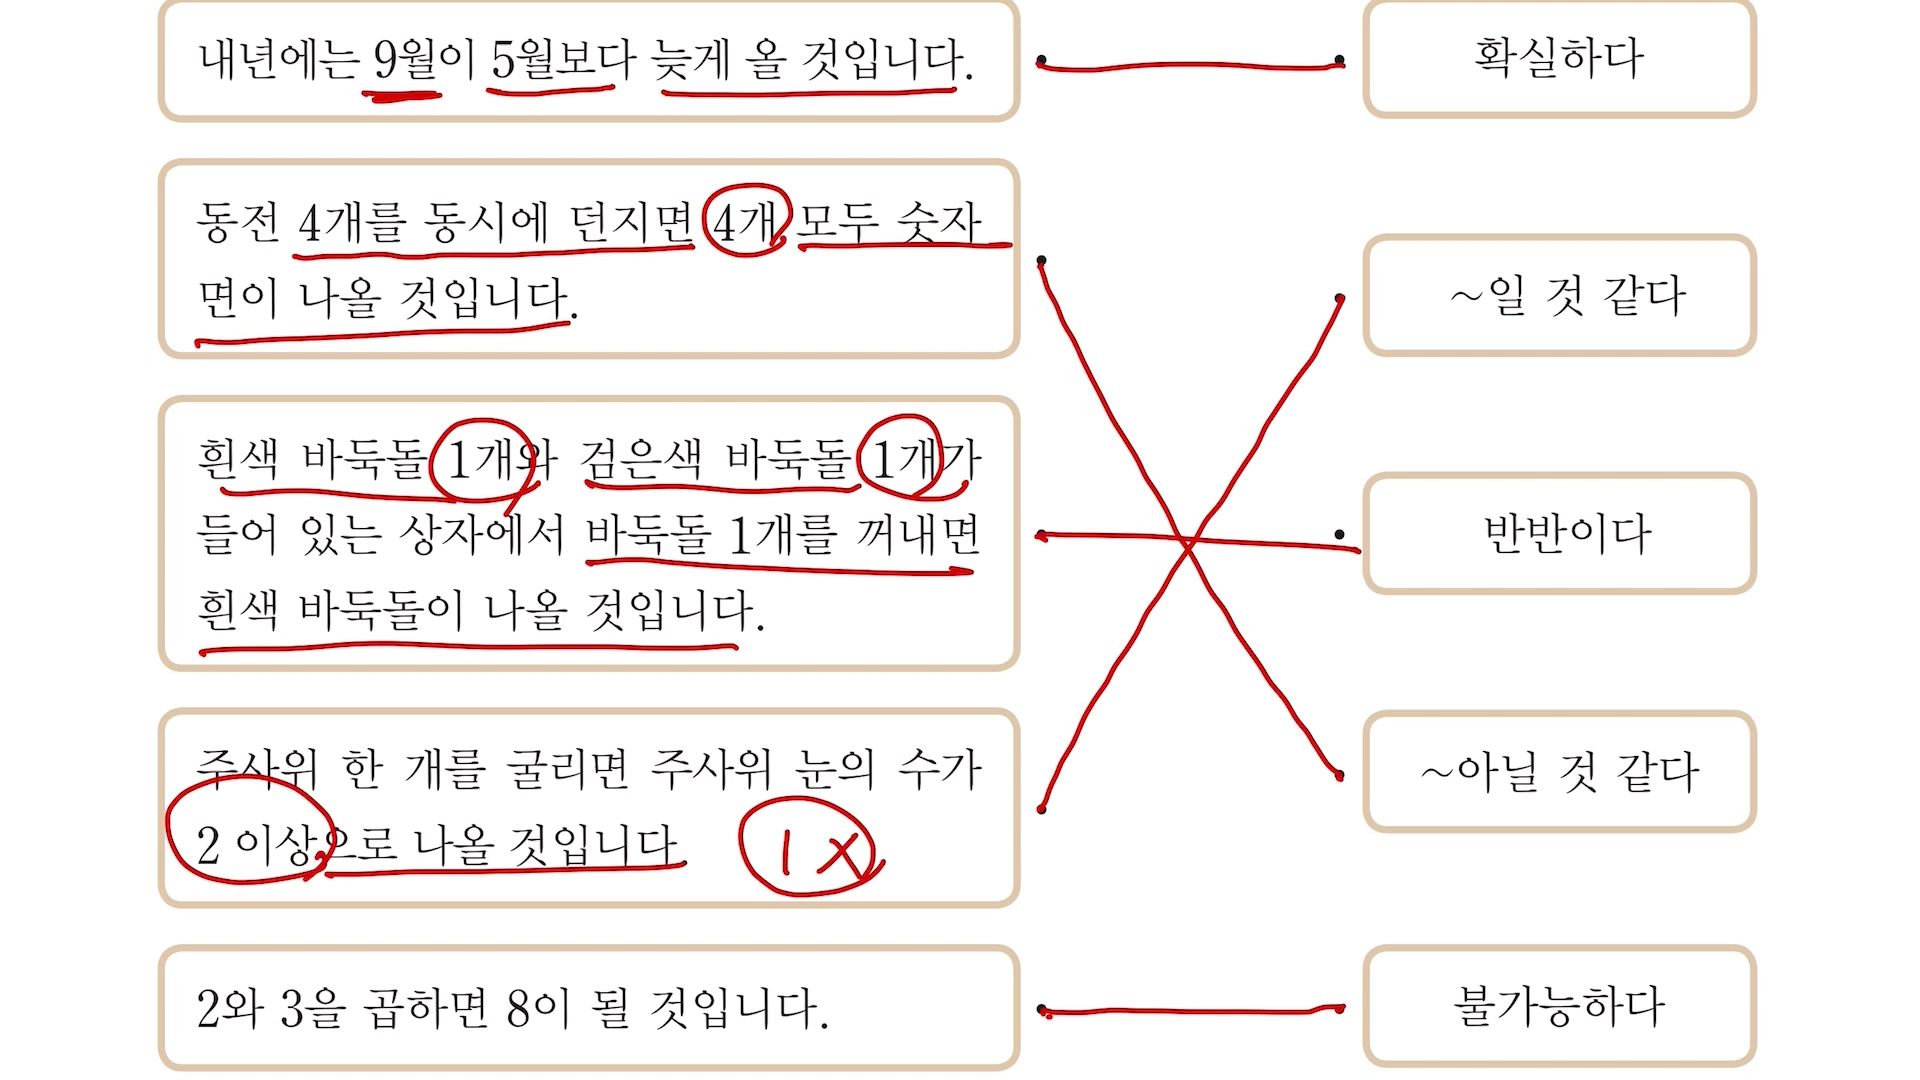 내년에는 9월이 5월보다 늦게 올 것입니다.
확실하다
동전 4개를 동시에 던지면 4개 모두 숫자
면이 나올 것입니다.
~일 것 같다
흰색 바둑돌 1개와 검은색 바둑돌 1개가
들어 있는 상자에서 바둑돌 1개를 꺼내면
흰색 바둑돌이 나올 것입니다.
반반이다
주사위 한 개를 굴리면 주사위 눈의 수가
2 이상으로 나올 것입니다.
1 x
~아닐 것 같다
2와 3을 곱하면 8이 될 것입니다.
불가능하다